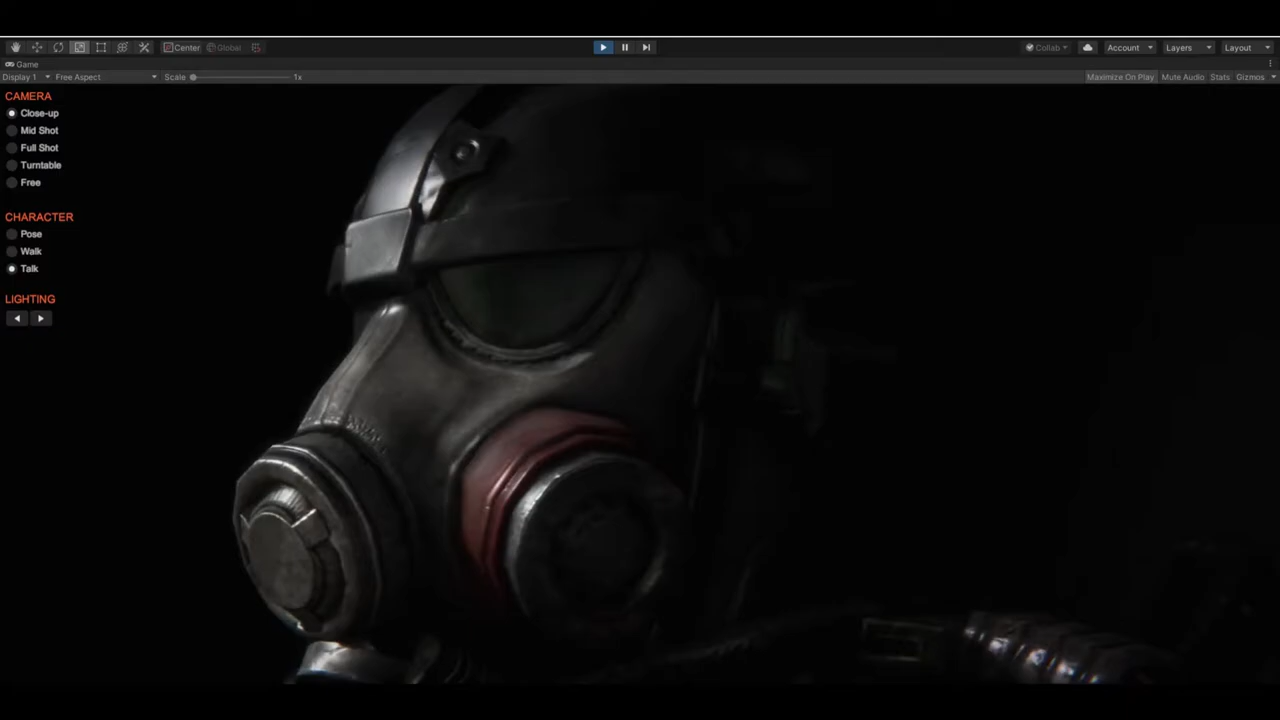 Center Global
Collab Account Layers Layout
Game
Display 1 Free Aspect Scale 1x
Maximize On Play Mute Audio Stats Gizmos
CAMERA
Close-up
Mid Shot
Full Shot
Turntable
Free
CHARACTER
Pose
Walk
Talk
LIGHTING